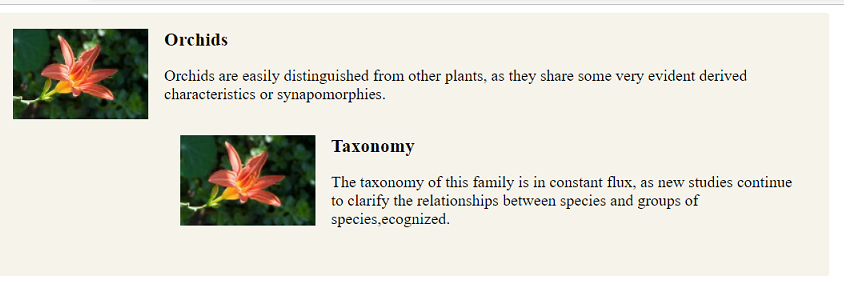 Orchids
Orchids are easily distinguished from other plants, as they share some very evident derived
characteristics or synapomorphies.
Taxonomy
The taxonomy of this family is in constant flux, as new studies continue
to clarify the relationships between species and groups of
species,ecognized.